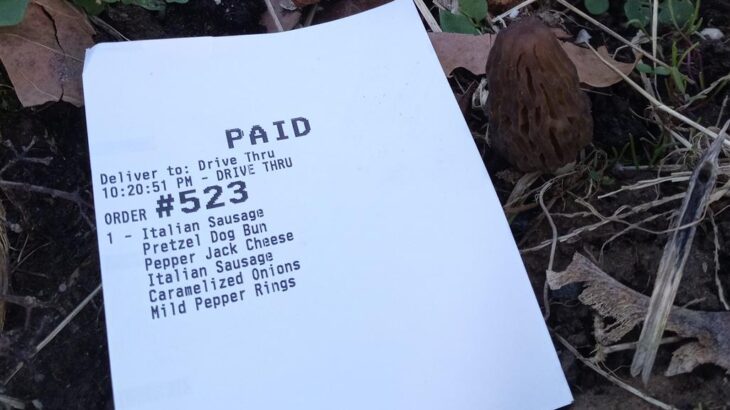 PAID
Deliver to: Drive Thru
10:20:51 PM - DRIVE THRU
ORDER #523
1 - Italian Sausage
Pretzel Dog Bun
Pepper Jack Cheese
Italian Sausage
Caramelized Onions
Mild Pepper Rings